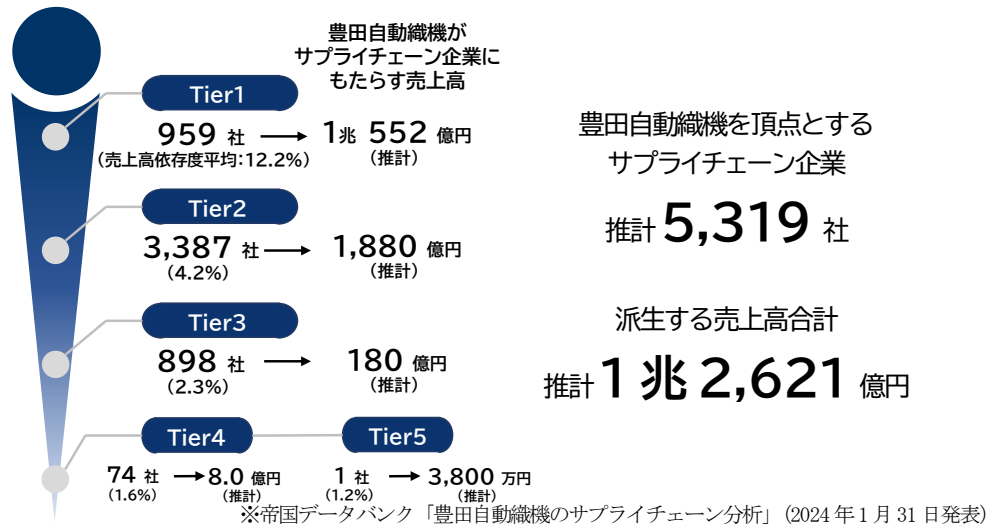 豊田自動織機が
サプライチェーン企業に
もたらす売上高
Tier1
959 社 → 1兆 552 億円
(売上高依存度平均:12.2%) (推計)
Tier2
3,387 社 → 1,880 億円
(4.2%) (推計)
Tier3
898 社 → 180 億円
(2.3%) (推計)
Tier4 Tier5
74 社 → 8.0 億円 1 社 → 3,800 万円
(1.6%) (推計) (1.2%) (推計)
豊田自動織機を頂点とする
サプライチェーン企業
推計 5,319 社
派生する売上高合計
推計 1 兆 2,621 億円
※帝国データバンク「豊田自動織機のサプライチェーン分析」(2024 年 1 月 31 日発表)